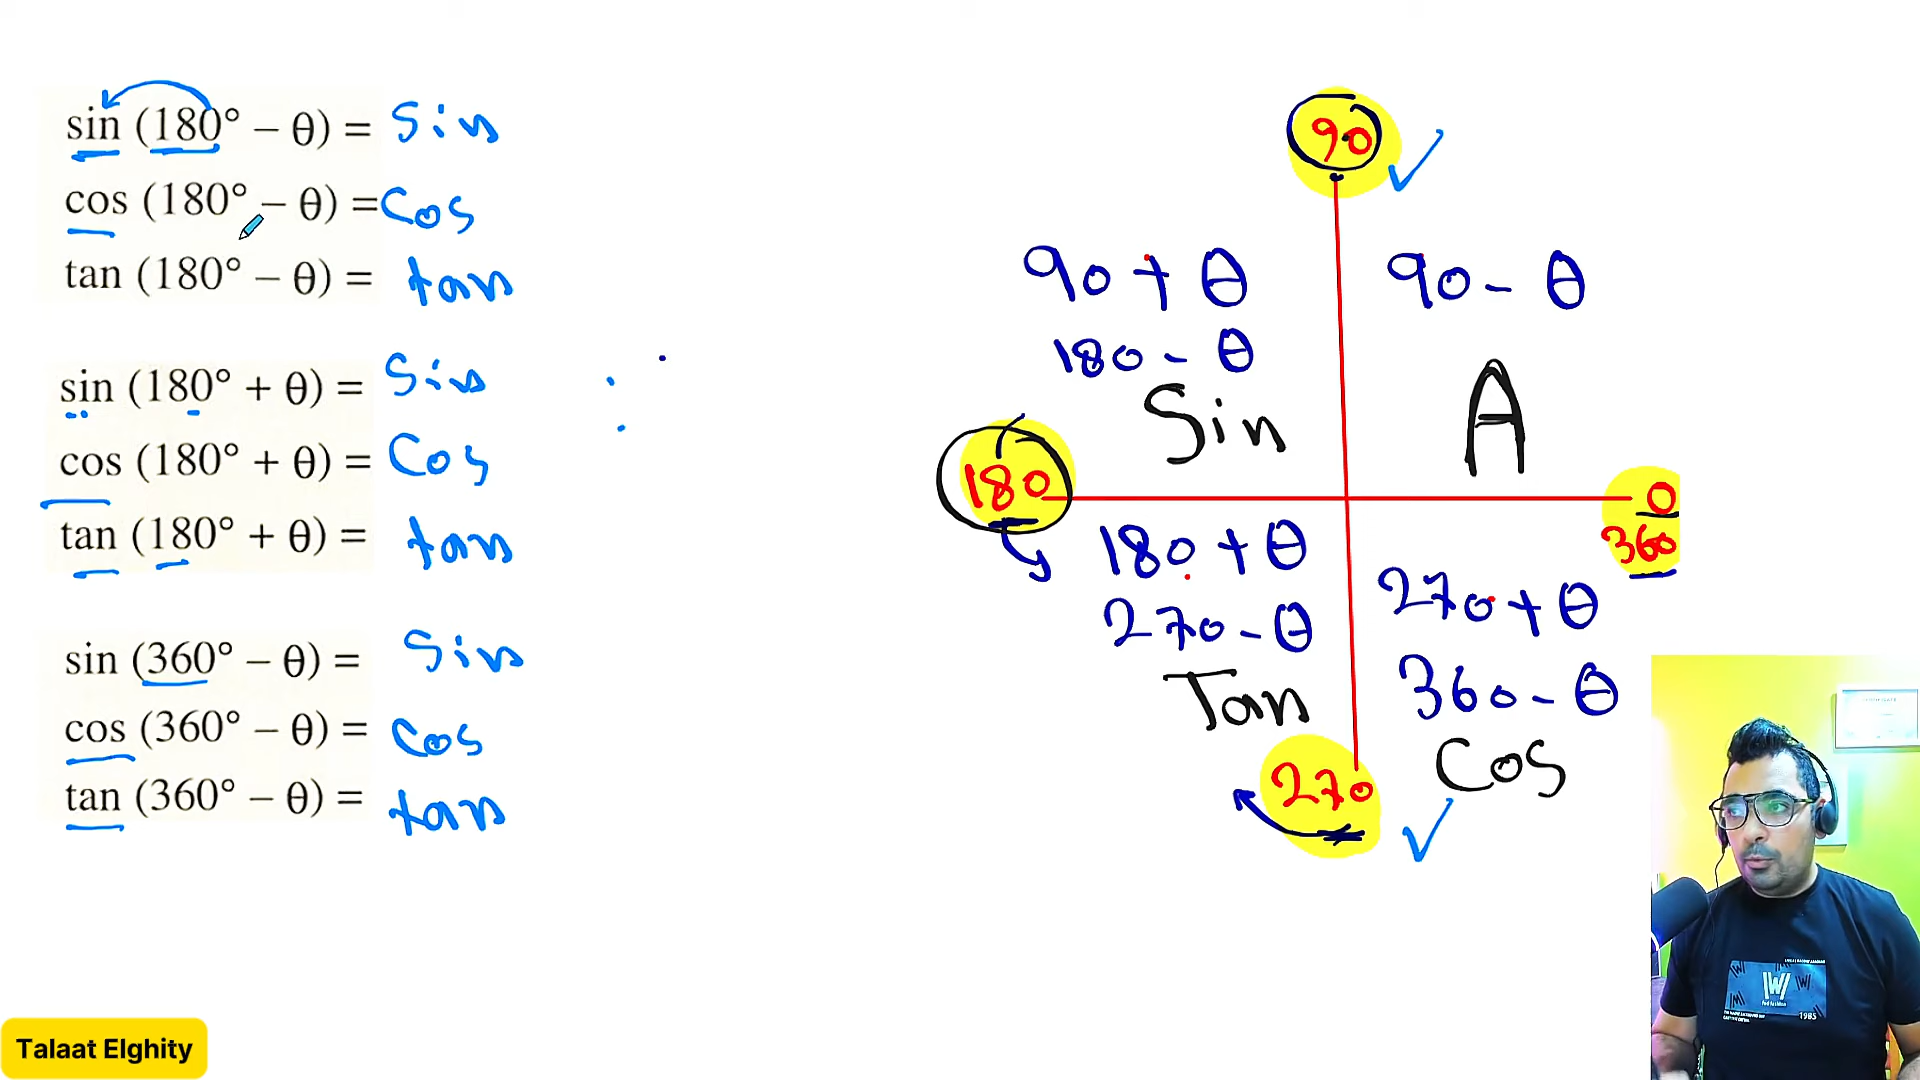 sin (180° − θ) = Sin
cos (180° − θ) = Cos
tan (180° − θ) = tan
sin (180° + θ) = Sin
cos (180° + θ) = Cos
tan (180° + θ) = tan
sin (360° − θ) = Sin
cos (360° − θ) = Cos
tan (360° − θ) = tan
90
90 + θ
90 - θ
180 - θ
Sin
A
180
0
360
180 + θ
270 + θ
270 - θ
360 - θ
Tan
Cos
270
W
1985
Talaat Elghity